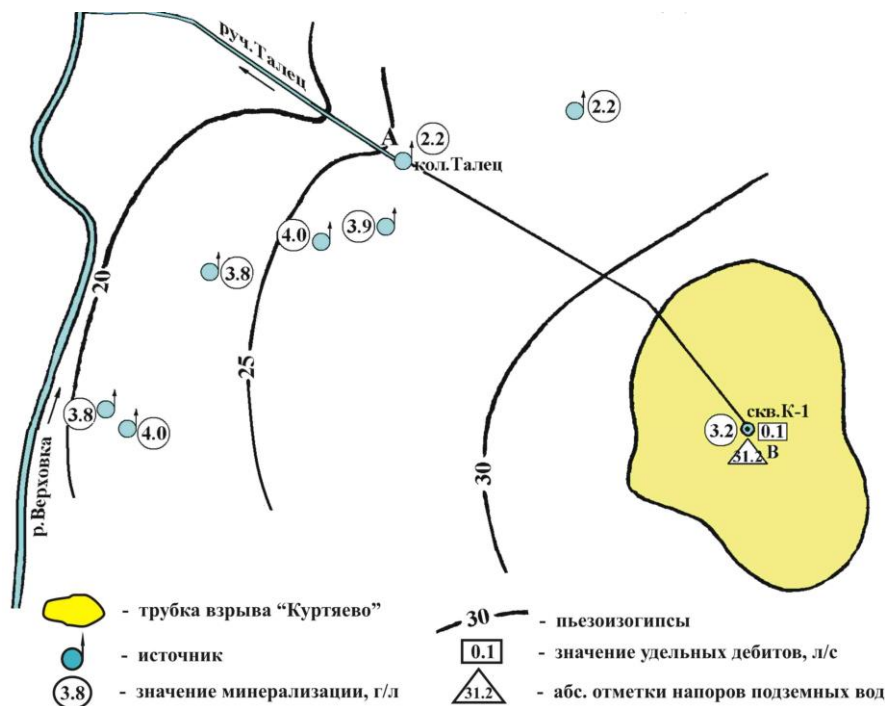 руч.Талец
2.2
А
2.2
кол.Талец
4.0
3.9
3.8
20
25
3.8
4.0
30
скв.К-1
3.2
0.1
31.2
В
р.Верховка
- трубка взрыва “Куртяево”
- источник
3.8
- значение минерализации, г/л
30
- пьезоизогипсы
0.1
- значение удельных дебитов, л/с
31.2
- абс. отметки напоров подземных вод